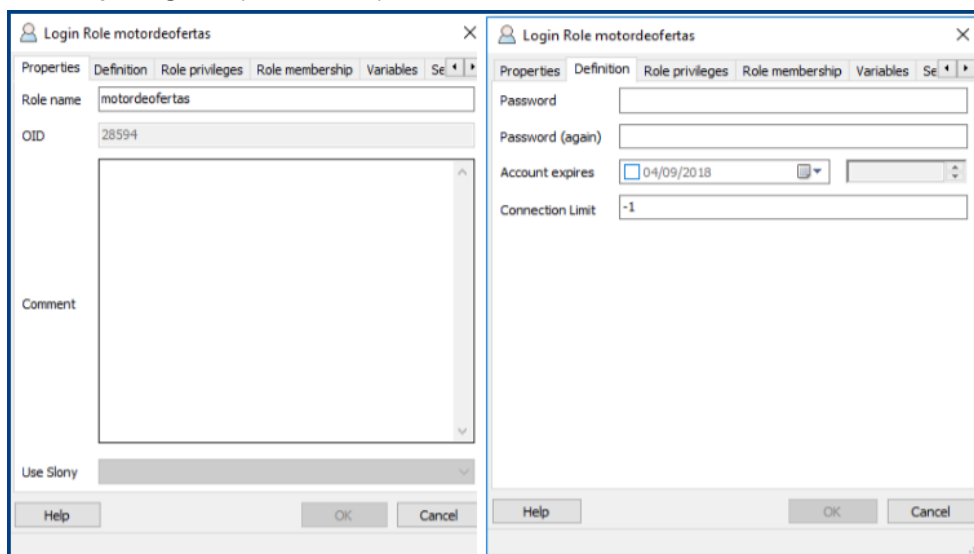 Login Role motordeofertas
Properties Definition Role privileges Role membership Variables Se
Role name motordeofertas
OID 28594
Comment
Use Slony
Help OK Cancel
Login Role motordeofertas
Properties Definition Role privileges Role membership Variables Se
Password
Password (again)
Account expires 04/09/2018
Connection Limit -1
Help OK Cancel